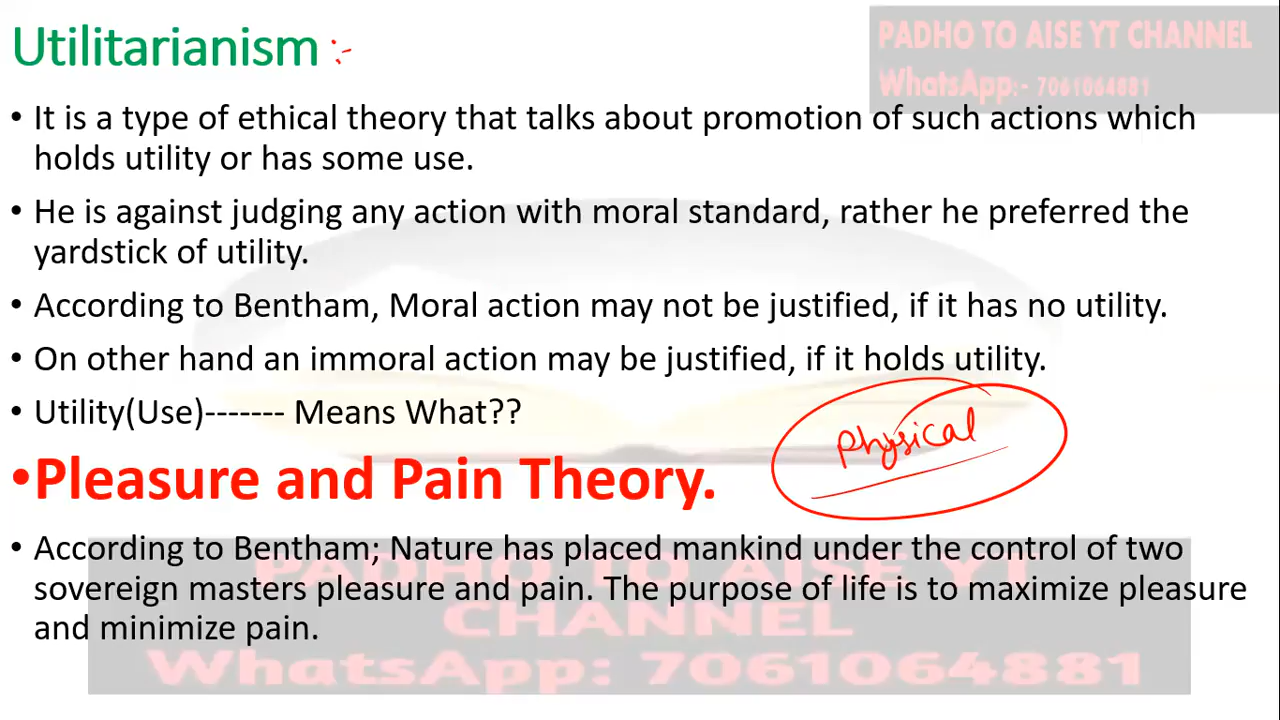 Utilitarianism :-
PADHO TO AISE YT CHANNEL
WhatsApp:- 7061064881
• It is a type of ethical theory that talks about promotion of such actions which
holds utility or has some use.
• He is against judging any action with moral standard, rather he preferred the
yardstick of utility.
• According to Bentham, Moral action may not be justified, if it has no utility.
• On other hand an immoral action may be justified, if it holds utility.
• Utility(Use)------- Means What??
Physical
•Pleasure and Pain Theory.
• According to Bentham; Nature has placed mankind under the control of two
sovereign masters pleasure and pain. The purpose of life is to maximize pleasure
and minimize pain.
PADHO TO AISE YT
CHANNEL
WhatsApp: 7061064881